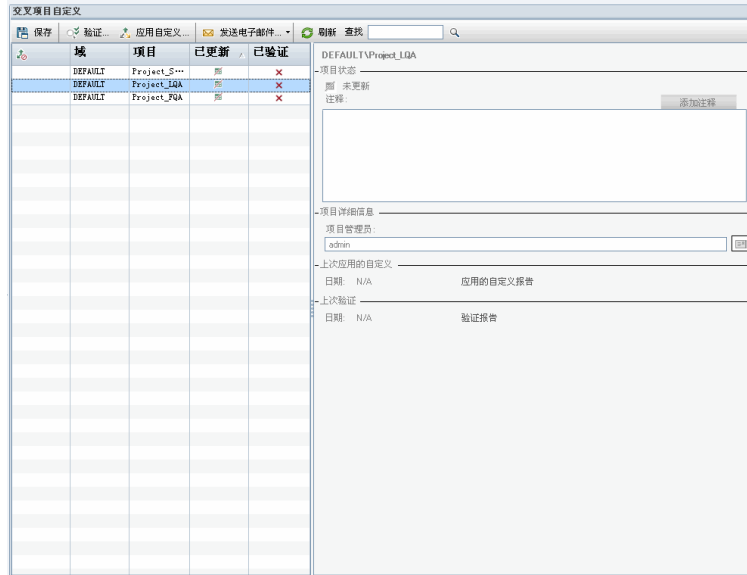 交叉项目自定义
保存 验证... 应用自定义... 发送电子邮件... 刷新 查找
域 项目 已更新 已验证
DEFAULT Project_S...
DEFAULT Project_LQA
DEFAULT Project_FQA
DEFAULT\Project_LQA
项目状态
未更新
注释:
添加注释
项目详细信息
项目管理员:
admin
上次应用的自定义
日期: N/A 应用的自定义报告
上次验证
日期: N/A 验证报告